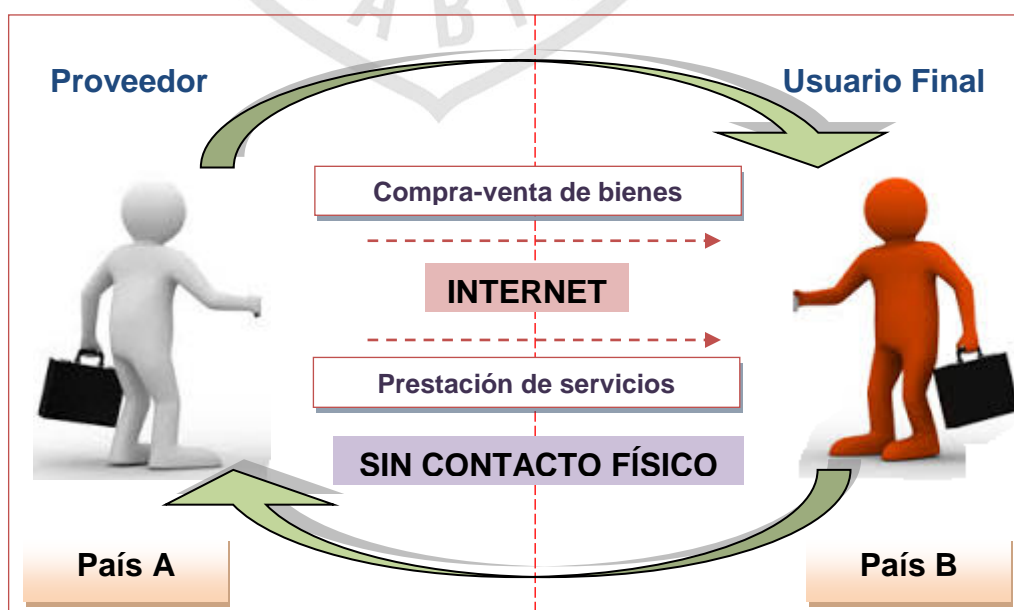 Proveedor
Usuario Final
Compra-venta de bienes
INTERNET
Prestación de servicios
SIN CONTACTO FÍSICO
País A
País B